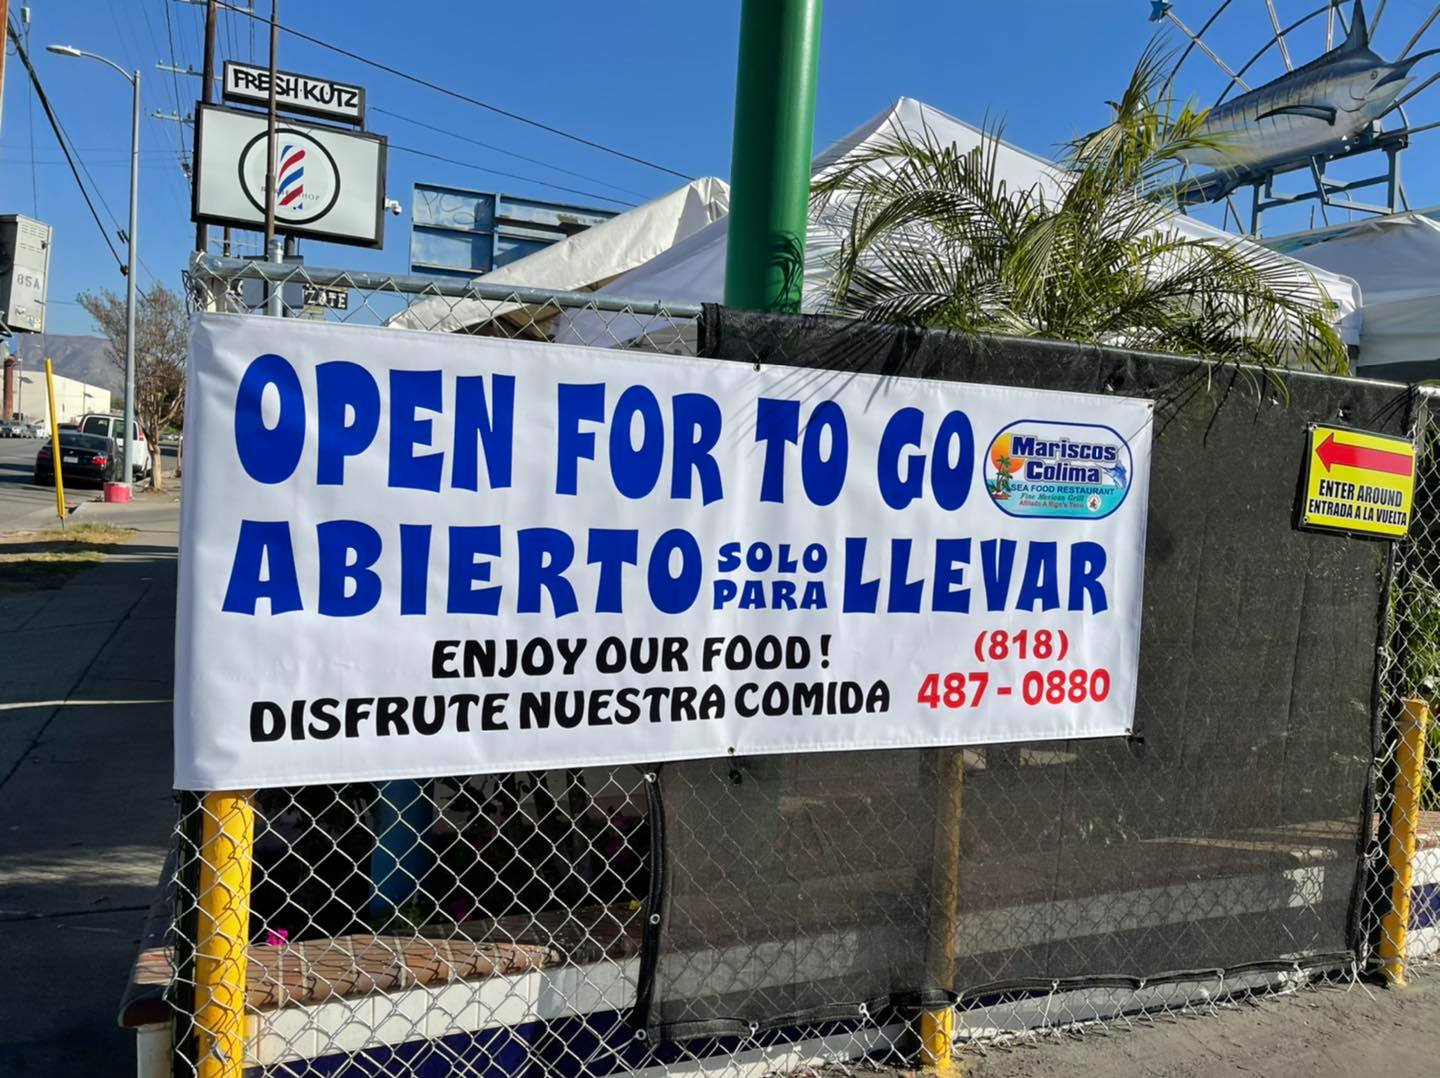 FRESH KUTZ
85A
OPEN FOR TO GO
Mariscos
Colima
SEA FOOD RESTAURANT
Fine Mexican Grill
ABIERTO SOLO PARA LLEVAR
ENJOY OUR FOOD!
DISFRUTE NUESTRA COMIDA
(818)
487-0880
ENTER AROUND
ENTRADA A LA VUELTA